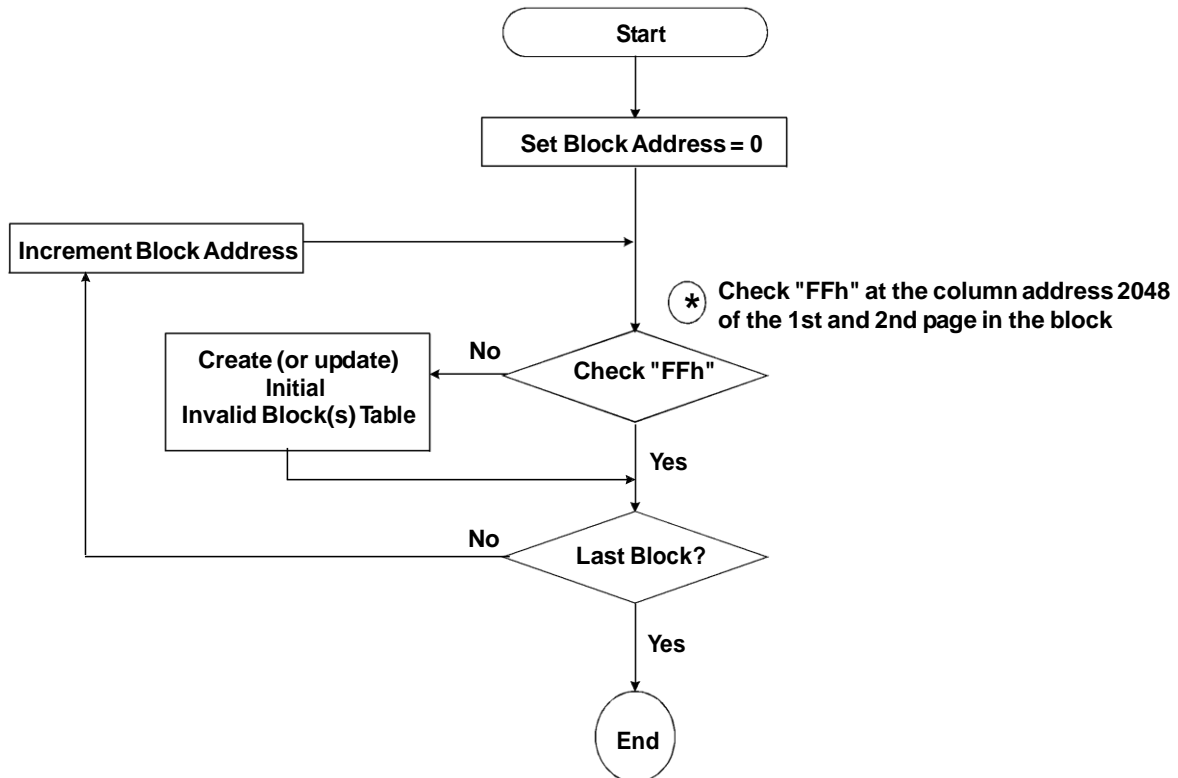 Start
Set Block Address = 0
Increment Block Address
* Check "FFh" at the column address 2048
of the 1st and 2nd page in the block
Create (or update)
Initial
Invalid Block(s) Table
No
Check "FFh"
Yes
No
Last Block?
Yes
End